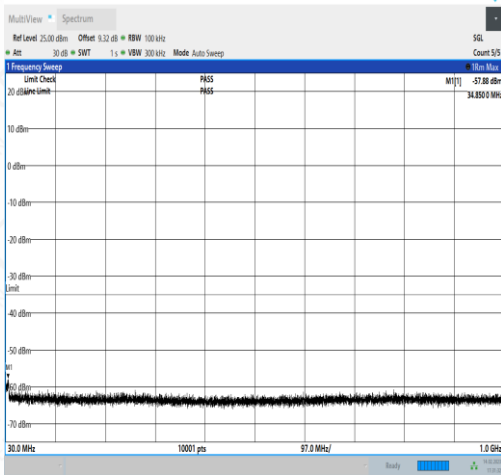 MultiView Spectrum
Ref Level 25.00 dBm Offset 9.32 dB RBW 100 kHz SGL
Att 30 dB SWT 1 s VBW 300 kHz Mode Auto Sweep Count 5/5
1 Frequency Sweep 1Rm Max
Limit Check PASS M1[1] -57.88 dBm
20 dBm Line Limit PASS 34.8500 MHz
10 dBm
0 dBm
-10 dBm
-20 dBm
-30 dBm
Limit
-40 dBm
-50 dBm
M1
-60 dBm
-70 dBm
30.0 MHz 10001 pts 97.0 MHz/ 1.0 GHz
Ready